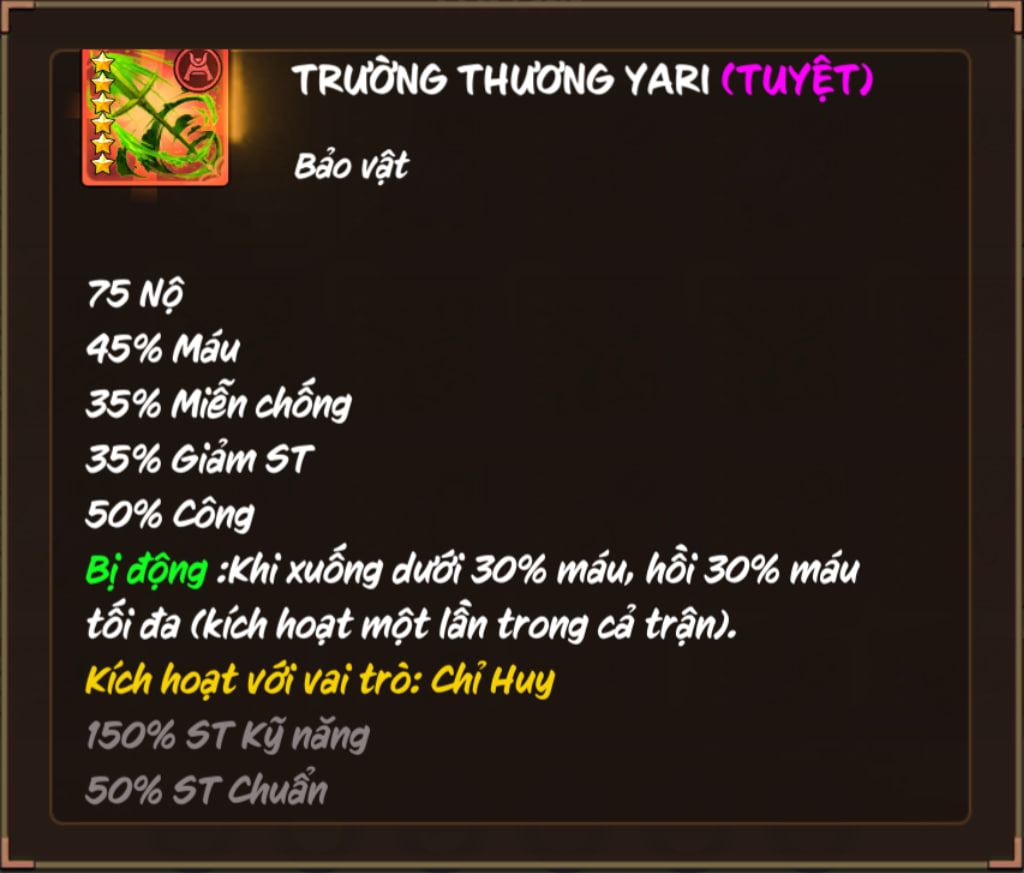 TRƯỜNG THƯƠNG YARI (TUYỆT)
Bảo vật
75 Nộ
45% Máu
35% Miễn chống
35% Giảm ST
50% Công
Bị động :Khi xuống dưới 30% máu, hồi 30% máu
tối đa (kích hoạt một lần trong cả trận).
Kích hoạt với vai trò: Chỉ Huy
150% ST Kỹ năng
50% ST Chuẩn